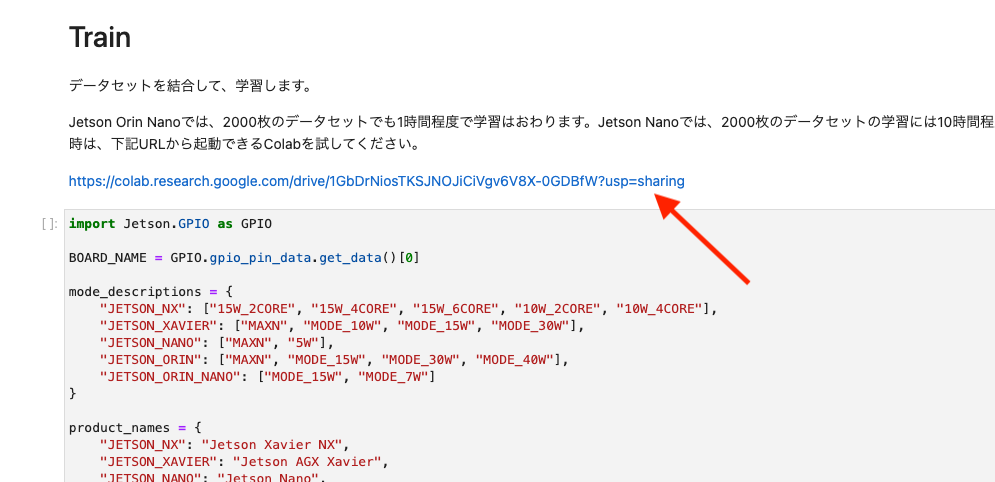 Train
データセットを結合して、学習します。
Jetson Orin Nanoでは、2000枚のデータセットでも1時間程度で学習はおわります。Jetson Nanoでは、2000枚のデータセットの学習には10時間程
時は、下記URLから起動できるColabを試してください。
https://colab.research.google.com/drive/1GbDrNiosTKSJNOJiCiVgv6V8X-0GDBfW?usp=sharing
[ ]: import Jetson.GPIO as GPIO
BOARD_NAME = GPIO.gpio_pin_data.get_data()[0]
mode_descriptions = {
"JETSON_NX": ["15W_2CORE", "15W_4CORE", "15W_6CORE", "10W_2CORE", "10W_4CORE"],
"JETSON_XAVIER": ["MAXN", "MODE_10W", "MODE_15W", "MODE_30W"],
"JETSON_NANO": ["MAXN", "5W"],
"JETSON_ORIN": ["MAXN", "MODE_15W", "MODE_30W", "MODE_40W"],
"JETSON_ORIN_NANO": ["MODE_15W", "MODE_7W"]
}
product_names = {
"JETSON_NX": "Jetson Xavier NX",
"JETSON_XAVIER": "Jetson AGX Xavier",
"JETSON_NANO": "Jetson Nano",